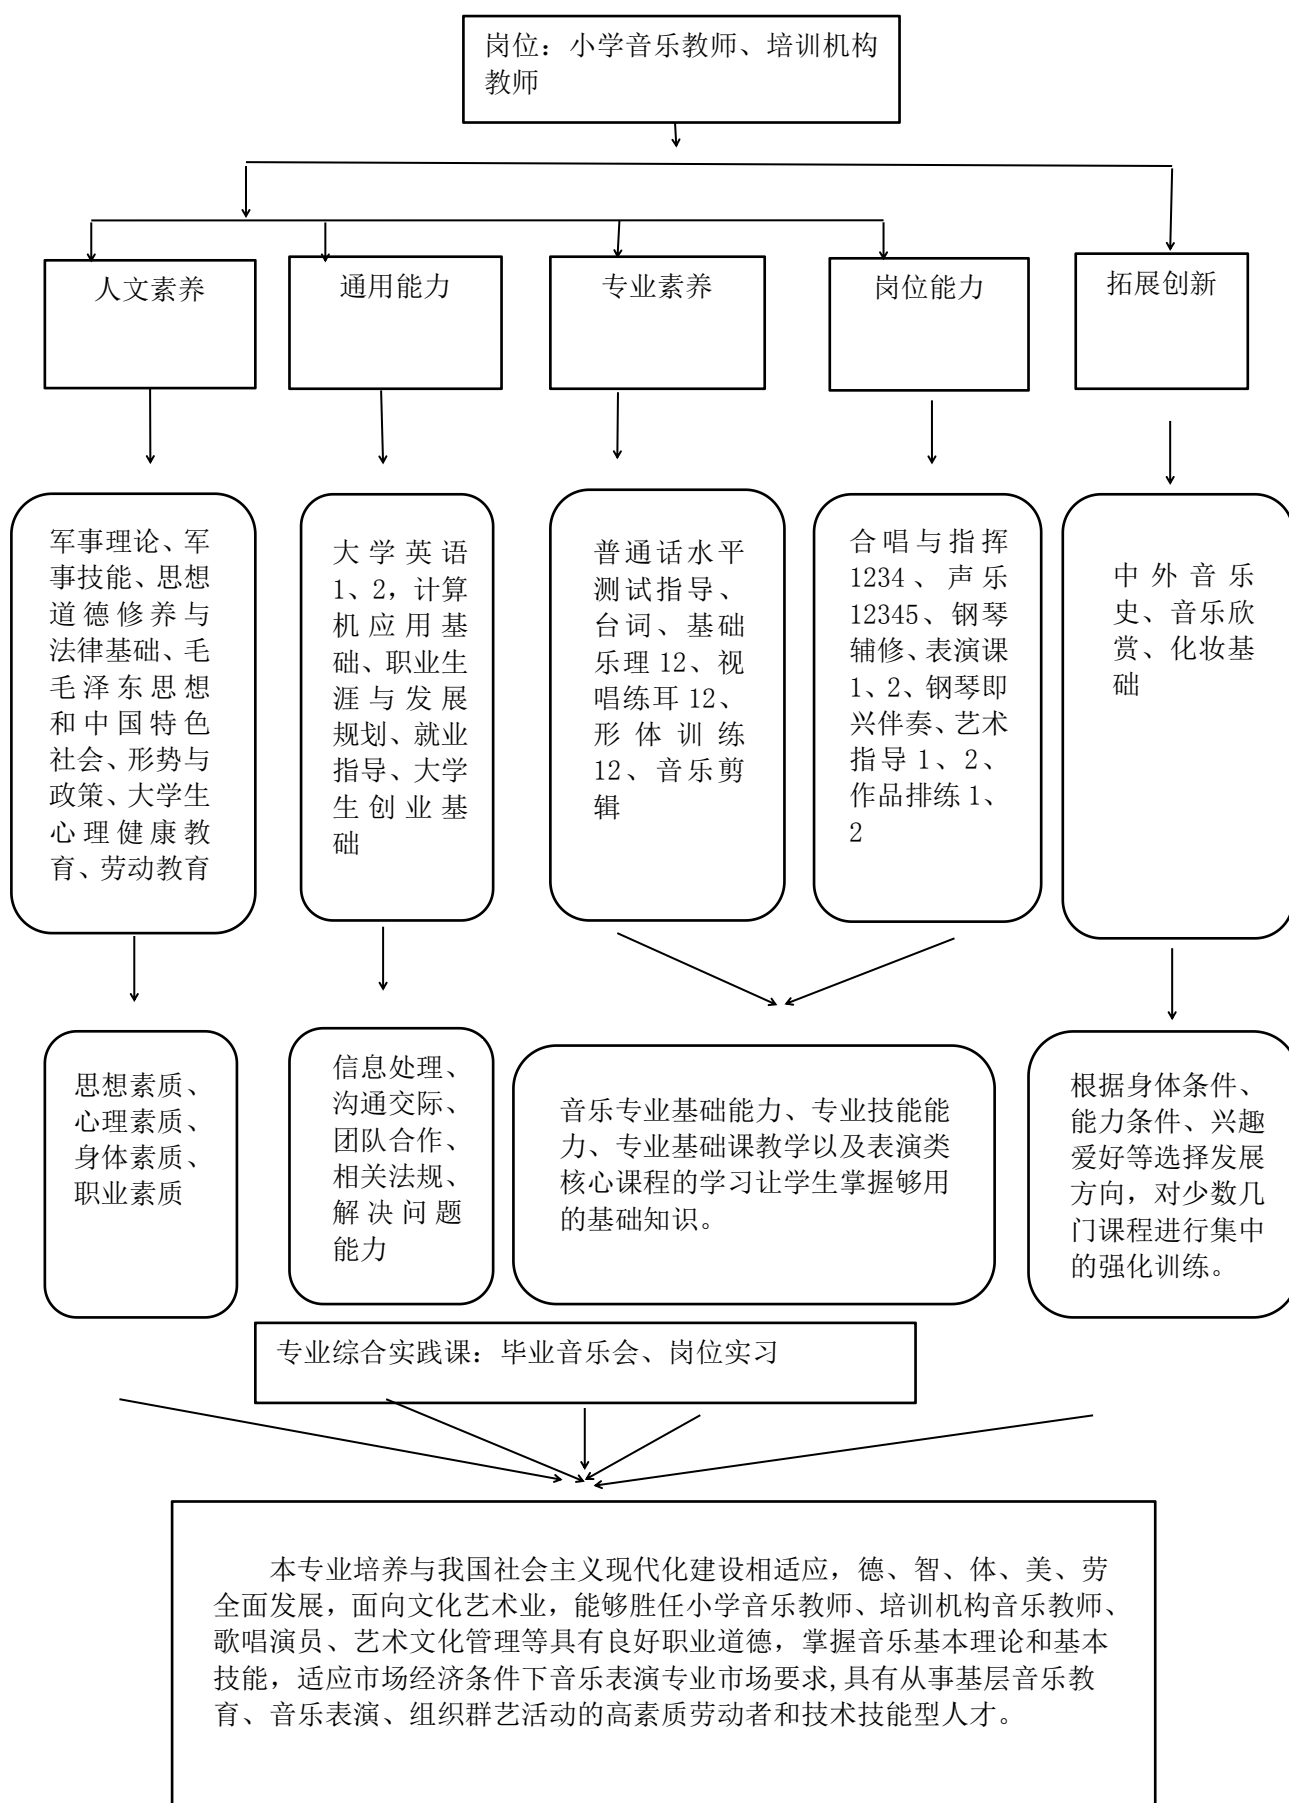 岗位：小学音乐教师、培训机构
教师
人文素养
通用能力
专业素养
岗位能力
拓展创新
军事理论、军
事技能、思想
道德修养与
法律基础、毛
毛泽东思想
和中国特色
社会、形势与
政策、大学生
心理健康教
育、劳动教育
大学英语
1、2，计算
机应用基
础、职业生
涯与发展
规划、就业
指导、大学
生创业基
础
普通话水平
测试指导、
台词、基础
乐理 12、视
唱练耳 12、
形体训练
12、音乐剪
辑
合唱与指挥
1234、声乐
12345、钢琴
辅修、表演课
1、2、钢琴即
兴伴奏、艺术
指导 1、2、
作品排练 1、
2
中外音乐
史、音乐欣
赏、化妆基
础
思想素质、
心理素质、
身体素质、
职业素质
信息处理、
沟通交际、
团队合作、
相关法规、
解决问题
能力
音乐专业基础能力、专业技能能
力、专业基础课教学以及表演类
核心课程的学习让学生掌握够用
的基础知识。
根据身体条件、
能力条件、兴趣
爱好等选择发展
方向，对少数几
门课程进行集中
的强化训练。
专业综合实践课：毕业音乐会、岗位实习
本专业培养与我国社会主义现代化建设相适应，德、智、体、美、劳
全面发展，面向文化艺术业，能够胜任小学音乐教师、培训机构音乐教师、
歌唱演员、艺术文化管理等具有良好职业道德，掌握音乐基本理论和基本
技能，适应市场经济条件下音乐表演专业市场要求,具有从事基层音乐教
育、音乐表演、组织群艺活动的高素质劳动者和技术技能型人才。